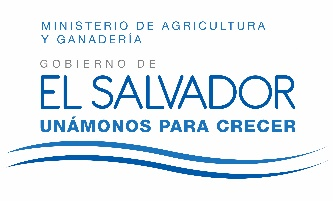 MINISTERIO DE AGRICULTURA
Y GANADERÍA
GOBIERNO DE
EL SALVADOR
UNÁMONOS PARA CRECER